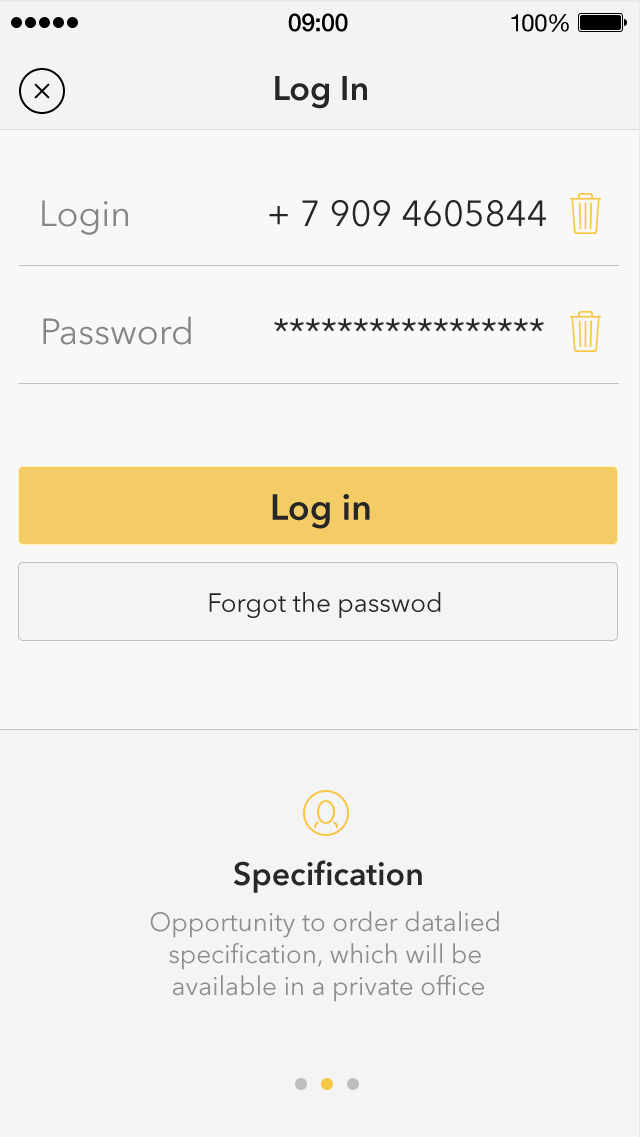 09:00 100%
Log In
Login + 7 909 4605844
Password *****************
Log in
Forgot the passwod
Specification
Opportunity to order datalied
specification, which will be
available in a private office